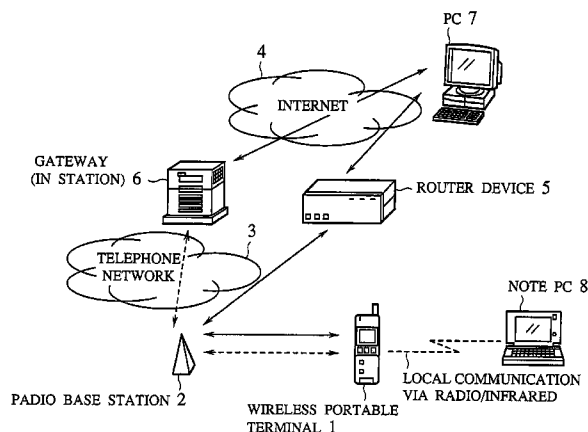 PC 7
4
INTERNET
GATEWAY
(IN STATION) 6
ROUTER DEVICE 5
3
TELEPHONE
NETWORK
NOTE PC 8
LOCAL COMMUNICATION
VIA RADIO/INFRARED
PADIO BASE STATION 2
WIRELESS PORTABLE
TERMINAL 1